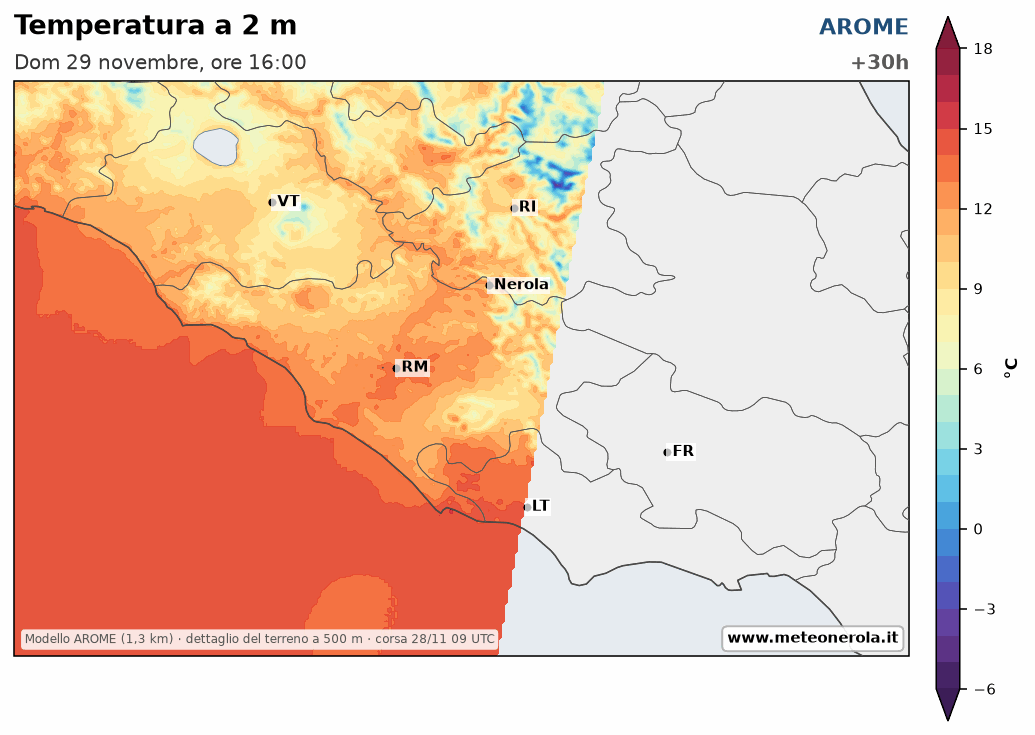 Temperatura a 2 m
AROME
Dom 29 novembre, ore 16:00
+30h
VT
RI
Nerola
RM
FR
LT
18
15
12
9
6
3
0
−3
−6
°C
Modello AROME (1,3 km) · dettaglio del terreno a 500 m · corsa 28/11 09 UTC
www.meteonerola.it